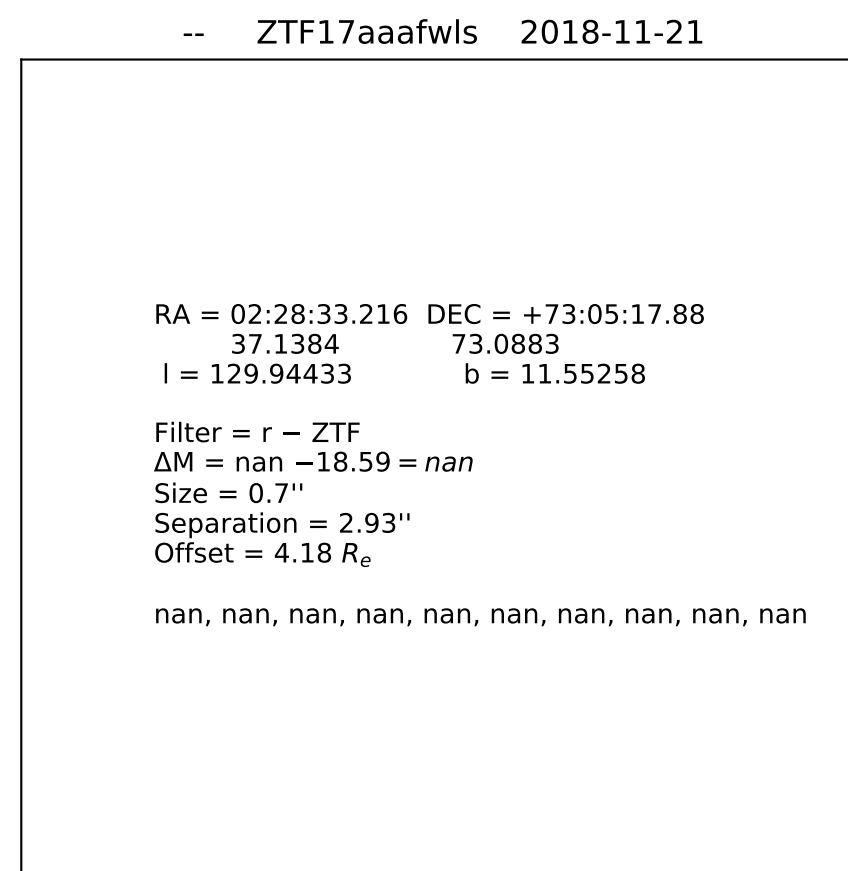 -- ZTF17aaafwls 2018-11-21
RA = 02:28:33.216 DEC = +73:05:17.88
37.1384 73.0883
l = 129.94433 b = 11.55258
Filter = r − ZTF
ΔM = nan −18.59 = nan
Size = 0.7''
Separation = 2.93''
Offset = 4.18 Re
nan, nan, nan, nan, nan, nan, nan, nan, nan, nan